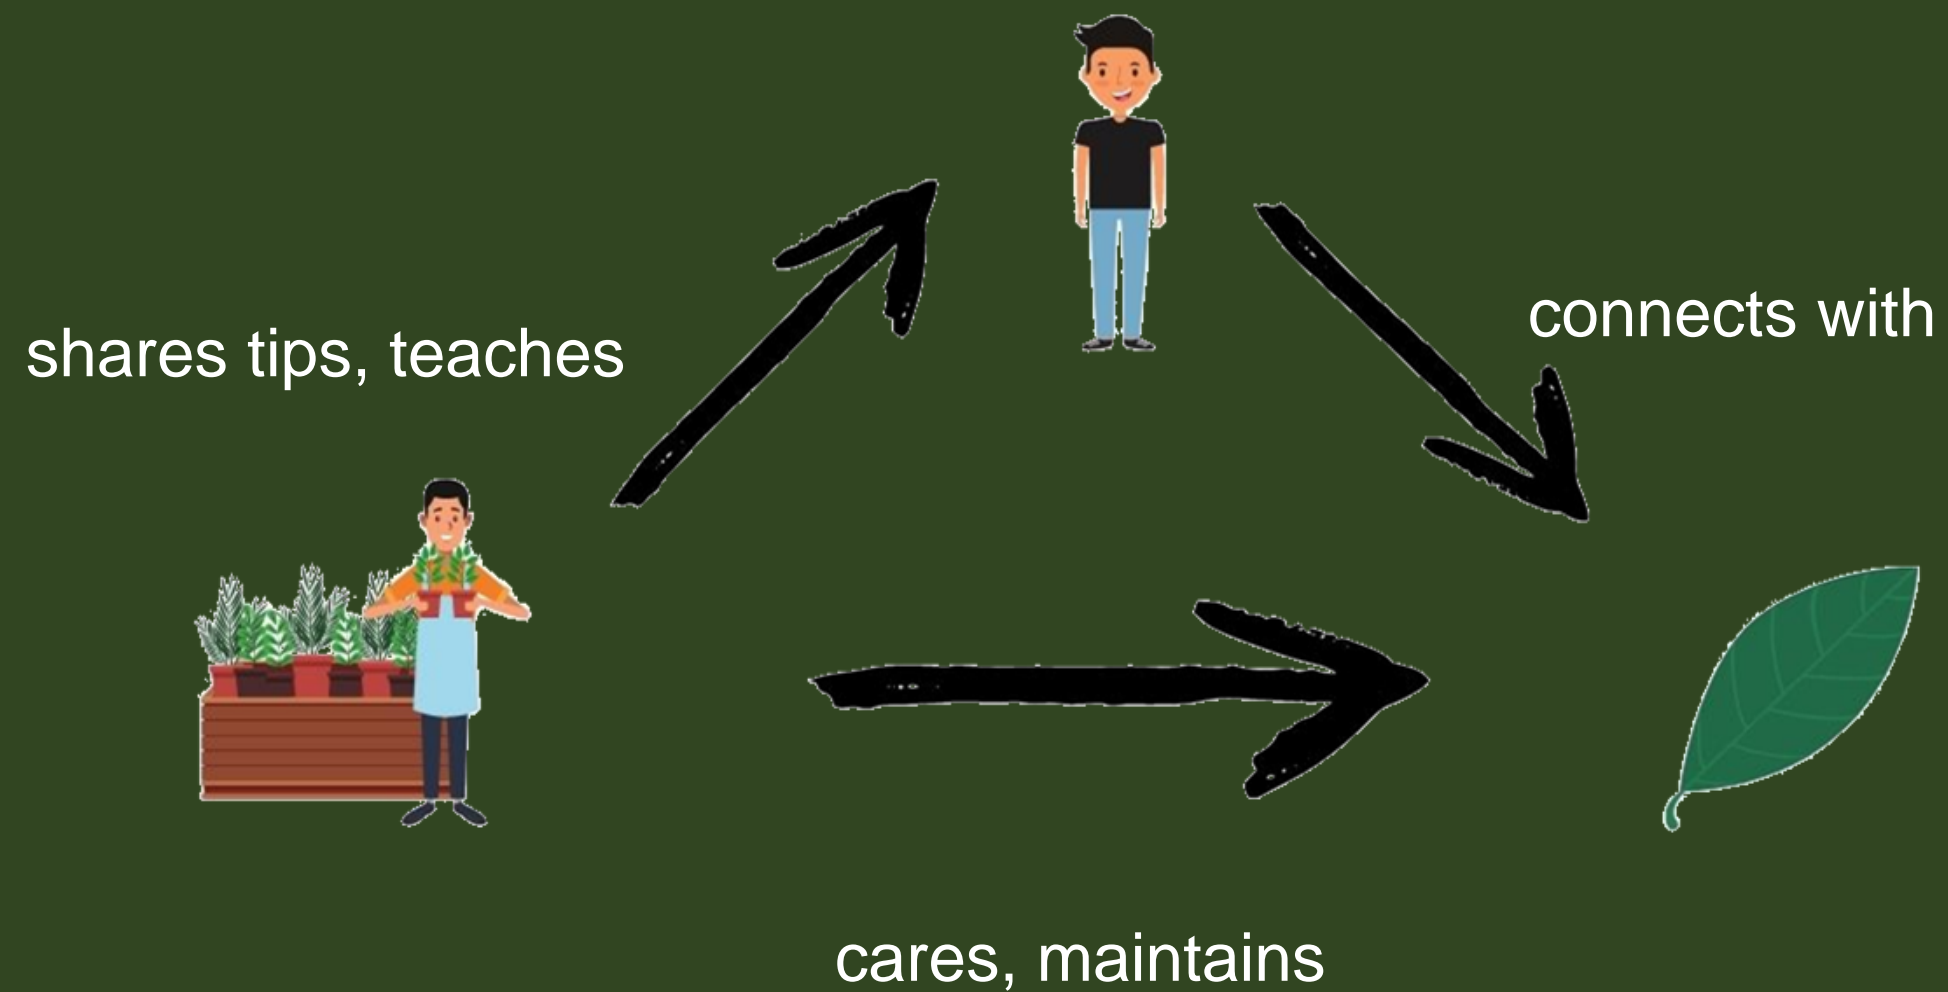 connects with
shares tips, teaches
cares, maintains